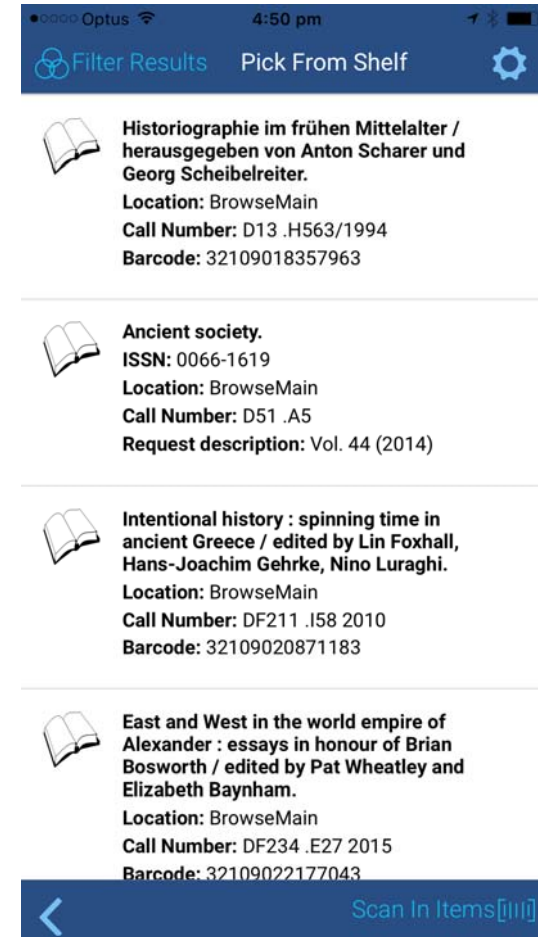 Optus 4:50 pm
Filter Results Pick From Shelf
Historiographie im frühen Mittelalter /
herausgegeben von Anton Scharer und
Georg Scheibelreiter.
Location: BrowseMain
Call Number: D13 .H563/1994
Barcode: 32109018357963
Ancient society.
ISSN: 0066-1619
Location: BrowseMain
Call Number: D51 .A5
Request description: Vol. 44 (2014)
Intentional history : spinning time in
ancient Greece / edited by Lin Foxhall,
Hans-Joachim Gehrke, Nino Luraghi.
Location: BrowseMain
Call Number: DF211 .I58 2010
Barcode: 32109020871183
East and West in the world empire of
Alexander : essays in honour of Brian
Bosworth / edited by Pat Wheatley and
Elizabeth Baynham.
Location: BrowseMain
Call Number: DF234 .E27 2015
Barcode: 32109022177043
Scan In Items